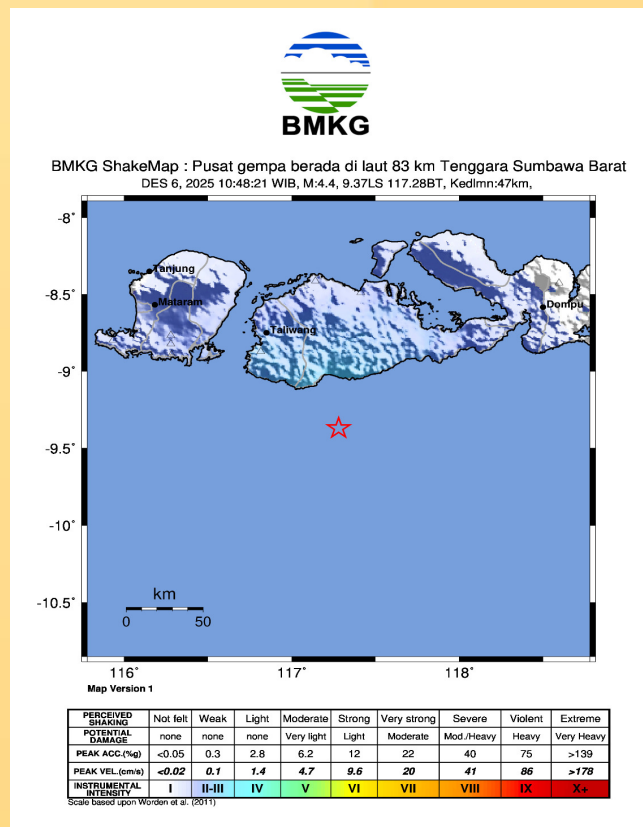 BMKG
BMKG ShakeMap : Pusat gempa berada di laut 83 km Tenggara Sumbawa Barat
DES 6, 2025 10:48:21 WIB, M:4.4, 9.37LS 117.28BT, Kedlmn:47km,
-8°
Tanjung
-8.5°
Mataram
Dompu
Taliwang
-9°
-9.5°
-10°
-10.5°
km
0 50
116° 117° 118°
Map Version 1
PERCEIVED SHAKING Not felt Weak Light Moderate Strong Very strong Severe Violent Extreme
POTENTIAL DAMAGE none none none Very light Light Moderate Mod./Heavy Heavy Very Heavy
PEAK ACC.(%g) <0.05 0.3 2.8 6.2 12 22 40 75 >139
PEAK VEL.(cm/s) <0.02 0.1 1.4 4.7 9.6 20 41 86 >178
INSTRUMENTAL INTENSITY I II-III IV V VI VII VIII IX X+
Scale based upon Worden et al. (2011)